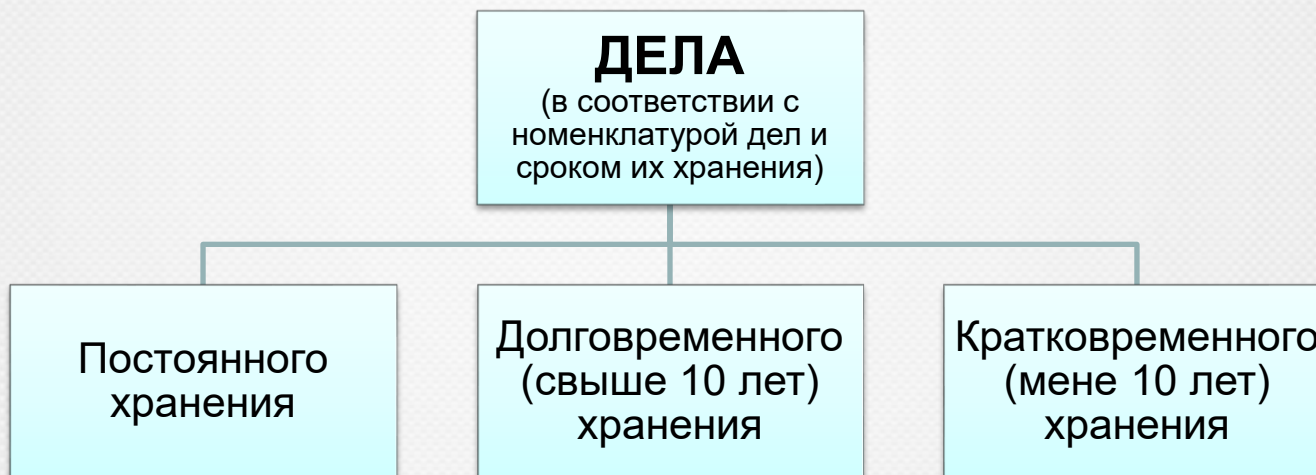 ДЕЛА
(в соответствии с
номенклатурой дел и
сроком их хранения)
Постоянного
хранения
Долговременного
(свыше 10 лет)
хранения
Кратковременного
(мене 10 лет)
хранения